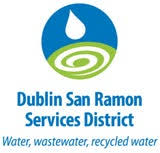 Dublin San Ramon
Services District
Water, wastewater, recycled water